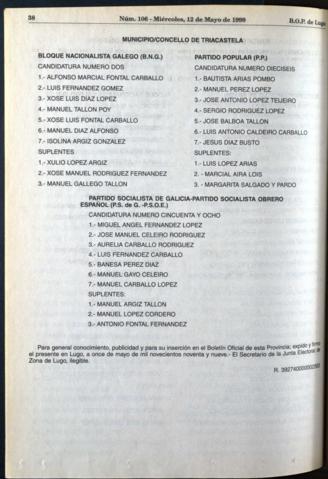 38
Núm. 106 - Miércoles, 12 de Mayo de 1999
B.O.P. de Lugo
MUNICIPIO/CONCELLO DE TRIACASTELA
BLOQUE NACIONALISTA GALEGO (B.N.G.)
CANDIDATURA NUMERO DOS
1.- ALFONSO MARCIAL FONTAL CARBALLO
2.- LUIS FERNANDEZ GOMEZ
3.- XOSE LUIS DIAZ LOPEZ
4.- MANUEL TALLON POY
5.- XOSE LUIS FONTAL CARBALLO
6.- MANUEL DIAZ ALFONSO
7.- ISOLINA ARGIZ GONZALEZ
SUPLENTES:
1.- XULIO LOPEZ ARGIZ
2.- XOSE MANUEL RODRIGUEZ FERNANDEZ
3.- MANUEL GALLEGO TALLON
PARTIDO POPULAR (P.P.)
CANDIDATURA NUMERO DIECISEIS
1.- BAUTISTA ARIAS POMBO
2.- MANUEL PEREZ LOPEZ
3.- JOSE ANTONIO LOPEZ TEIJEIRO
4.- SERGIO RODRIGUEZ LOPEZ
5.- JOSE BALBOA TALLON
6.- LUIS ANTONIO CALDEIRO CARBALLO
7.- JESUS DIAZ BUSTO
SUPLENTES:
1.- LUIS LOPEZ ARIAS
2. - MARCIAL AIRA LOIS
3. - MARGARITA SALGADO Y PARDO
PARTIDO SOCIALISTA DE GALICIA-PARTIDO SOCIALISTA OBRERO
ESPAÑOL (P.S. de G. -P.S.O.E.)
CANDIDATURA NUMERO CINCUENTA Y OCHO
1.- MIGUEL ANGEL FERNANDEZ LOPEZ
2.- JOSE MANUEL CELEIRO RODRIGUEZ
3.- AURELIA CARBALLO RODRIGUEZ
4.- LUIS FERNANDEZ CARBALLO
5.- BANESA PEREZ DIAZ
6.- MANUEL GAYO CELEIRO
7.- MANUEL CARBALLO LOPEZ
SUPLENTES:
1.- MANUEL ARGIZ TALLON
2.- MANUEL LOPEZ CORDERO
3.- ANTONIO FONTAL FERNANDEZ
Para general conocimiento, publicidad y para su inserción en el Boletín Oficial de esta Provincia; expido y firmo
el presente en Lugo, a once de mayo de mil novecientos noventa y nueve.- El Secretario de la Junta Electoral de
Zona de Lugo, ilegible.
R.